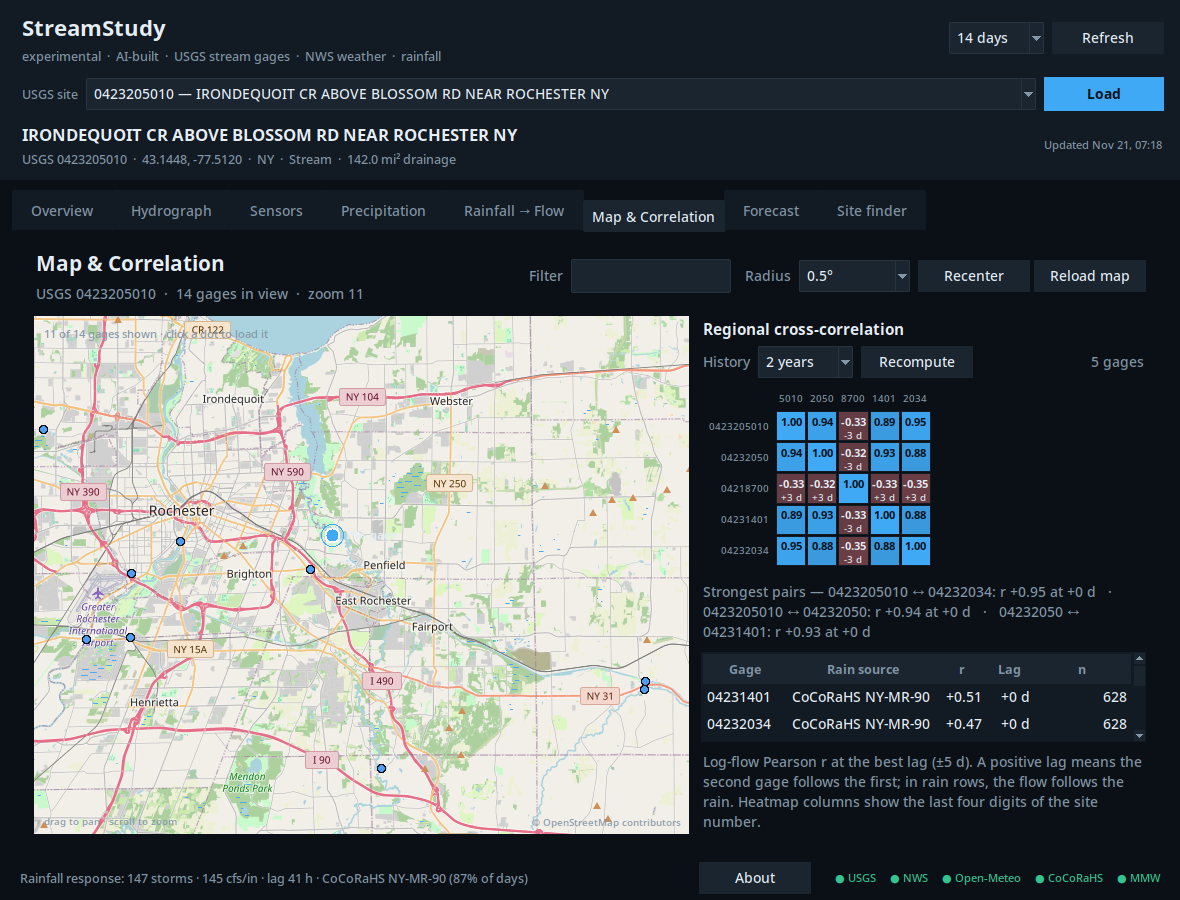 StreamStudy
experimental · AI-built · USGS stream gages · NWS weather · rainfall
14 days
Refresh
USGS site
0423205010 — IRONDEQUOIT CR ABOVE BLOSSOM RD NEAR ROCHESTER NY
Load
IRONDEQUOIT CR ABOVE BLOSSOM RD NEAR ROCHESTER NY
USGS 0423205010 · 43.1448, -77.5120 · NY · Stream · 142.0 mi² drainage
Updated Nov 21, 07:18
Overview
Hydrograph
Sensors
Precipitation
Rainfall → Flow
Map & Correlation
Forecast
Site finder
Map & Correlation
USGS 0423205010 · 14 gages in view · zoom 11
Filter
Radius
0.5°
Recenter
Reload map
11 of 14 gages shown · click a dot to load it
CR 122
Irondequoit
NY 104
Webster
NY 590
NY 390
NY 250
Rochester
Brighton
Penfield
East Rochester
Greater
Rochester
International
Airport
Fairport
NY 15A
I 490
NY 31
Henrietta
I 90
Mendon
Ponds Park
drag to pan · scroll to zoom
© OpenStreetMap contributors
Regional cross-correlation
History
2 years
Recompute
5 gages
5010 2050 8700 1401 2034
0423205010 1.00 0.94 -0.33 0.89 0.95
-3 d
04232050 0.94 1.00 -0.32 0.93 0.88
-3 d
04218700 -0.33 -0.32 1.00 -0.33 -0.35
+3 d +3 d +3 d +3 d
04231401 0.89 0.93 -0.33 1.00 0.88
-3 d
04232034 0.95 0.88 -0.35 0.88 1.00
-3 d
Strongest pairs — 0423205010 ↔ 04232034: r +0.95 at +0 d ·
0423205010 ↔ 04232050: r +0.94 at +0 d · 04232050 ↔
04231401: r +0.93 at +0 d
Gage Rain source r Lag n
04231401 CoCoRaHS NY-MR-90 +0.51 +0 d 628
04232034 CoCoRaHS NY-MR-90 +0.47 +0 d 628
Log-flow Pearson r at the best lag (±5 d). A positive lag means the
second gage follows the first; in rain rows, the flow follows the
rain. Heatmap columns show the last four digits of the site
number.
Rainfall response: 147 storms · 145 cfs/in · lag 41 h · CoCoRaHS NY-MR-90 (87% of days)
About
USGS
NWS
Open-Meteo
CoCoRaHS
MMW